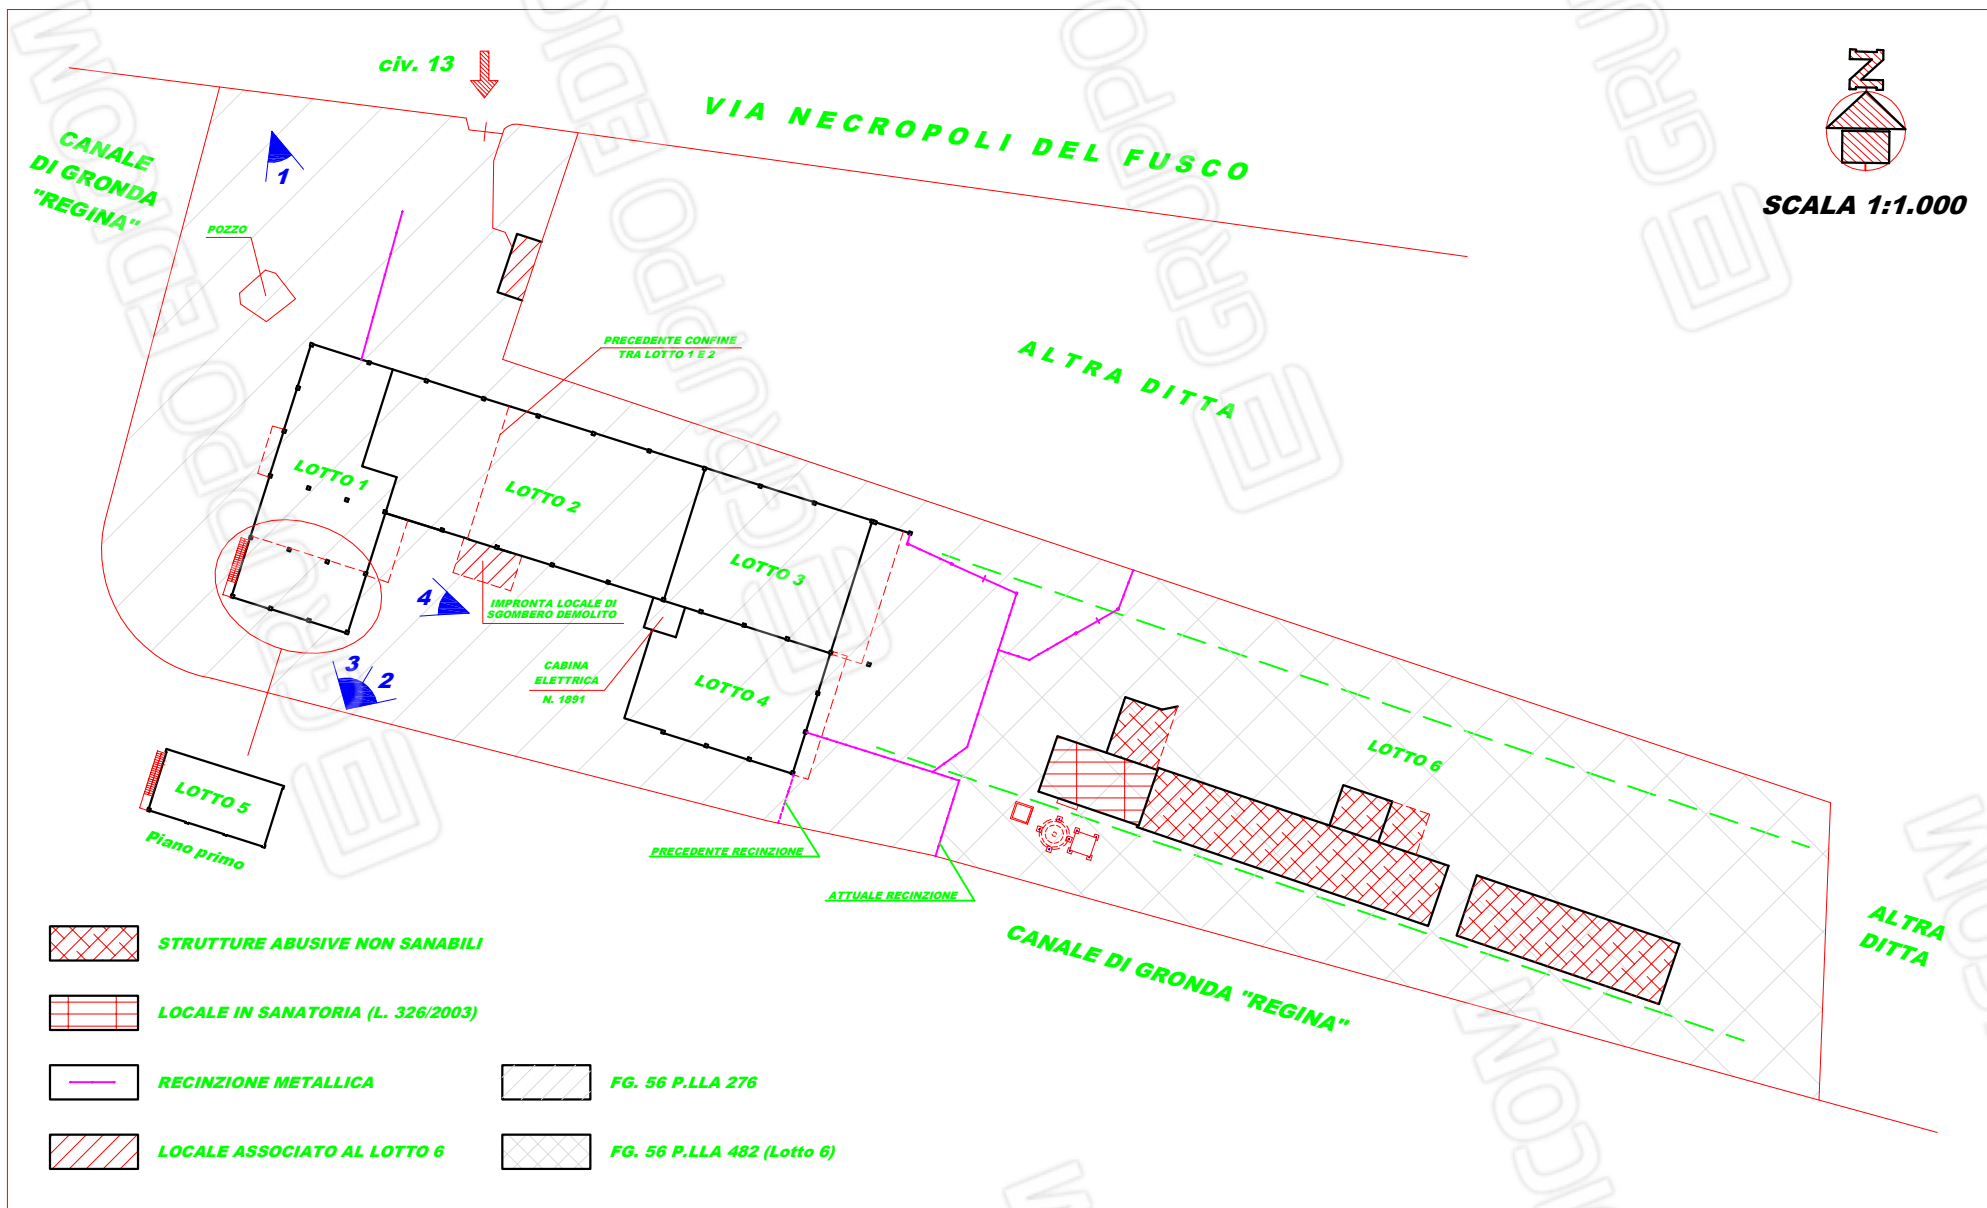 civ. 13
VIA NECROPOLI DEL FUSCO
N
SCALA 1:1.000
CANALE
DI GRONDA
"REGINA"
1
POZZO
PRECEDENTE CONFINE
TRA LOTTO 1 E 2
ALTRA DITTA
LOTTO 1
LOTTO 2
LOTTO 3
4
IMPRONTA LOCALE DI
SGOMBERO DEMOLITO
3
2
CABINA
ELETTRICA
N. 1891
LOTTO 4
LOTTO 6
LOTTO 5
Piano primo
PRECEDENTE RECINZIONE
ATTUALE RECINZIONE
CANALE DI GRONDA "REGINA"
ALTRA
DITTA
STRUTTURE ABUSIVE NON SANABILI
LOCALE IN SANATORIA (L. 326/2003)
RECINZIONE METALLICA
FG. 56 P.LLA 276
LOCALE ASSOCIATO AL LOTTO 6
FG. 56 P.LLA 482 (Lotto 6)